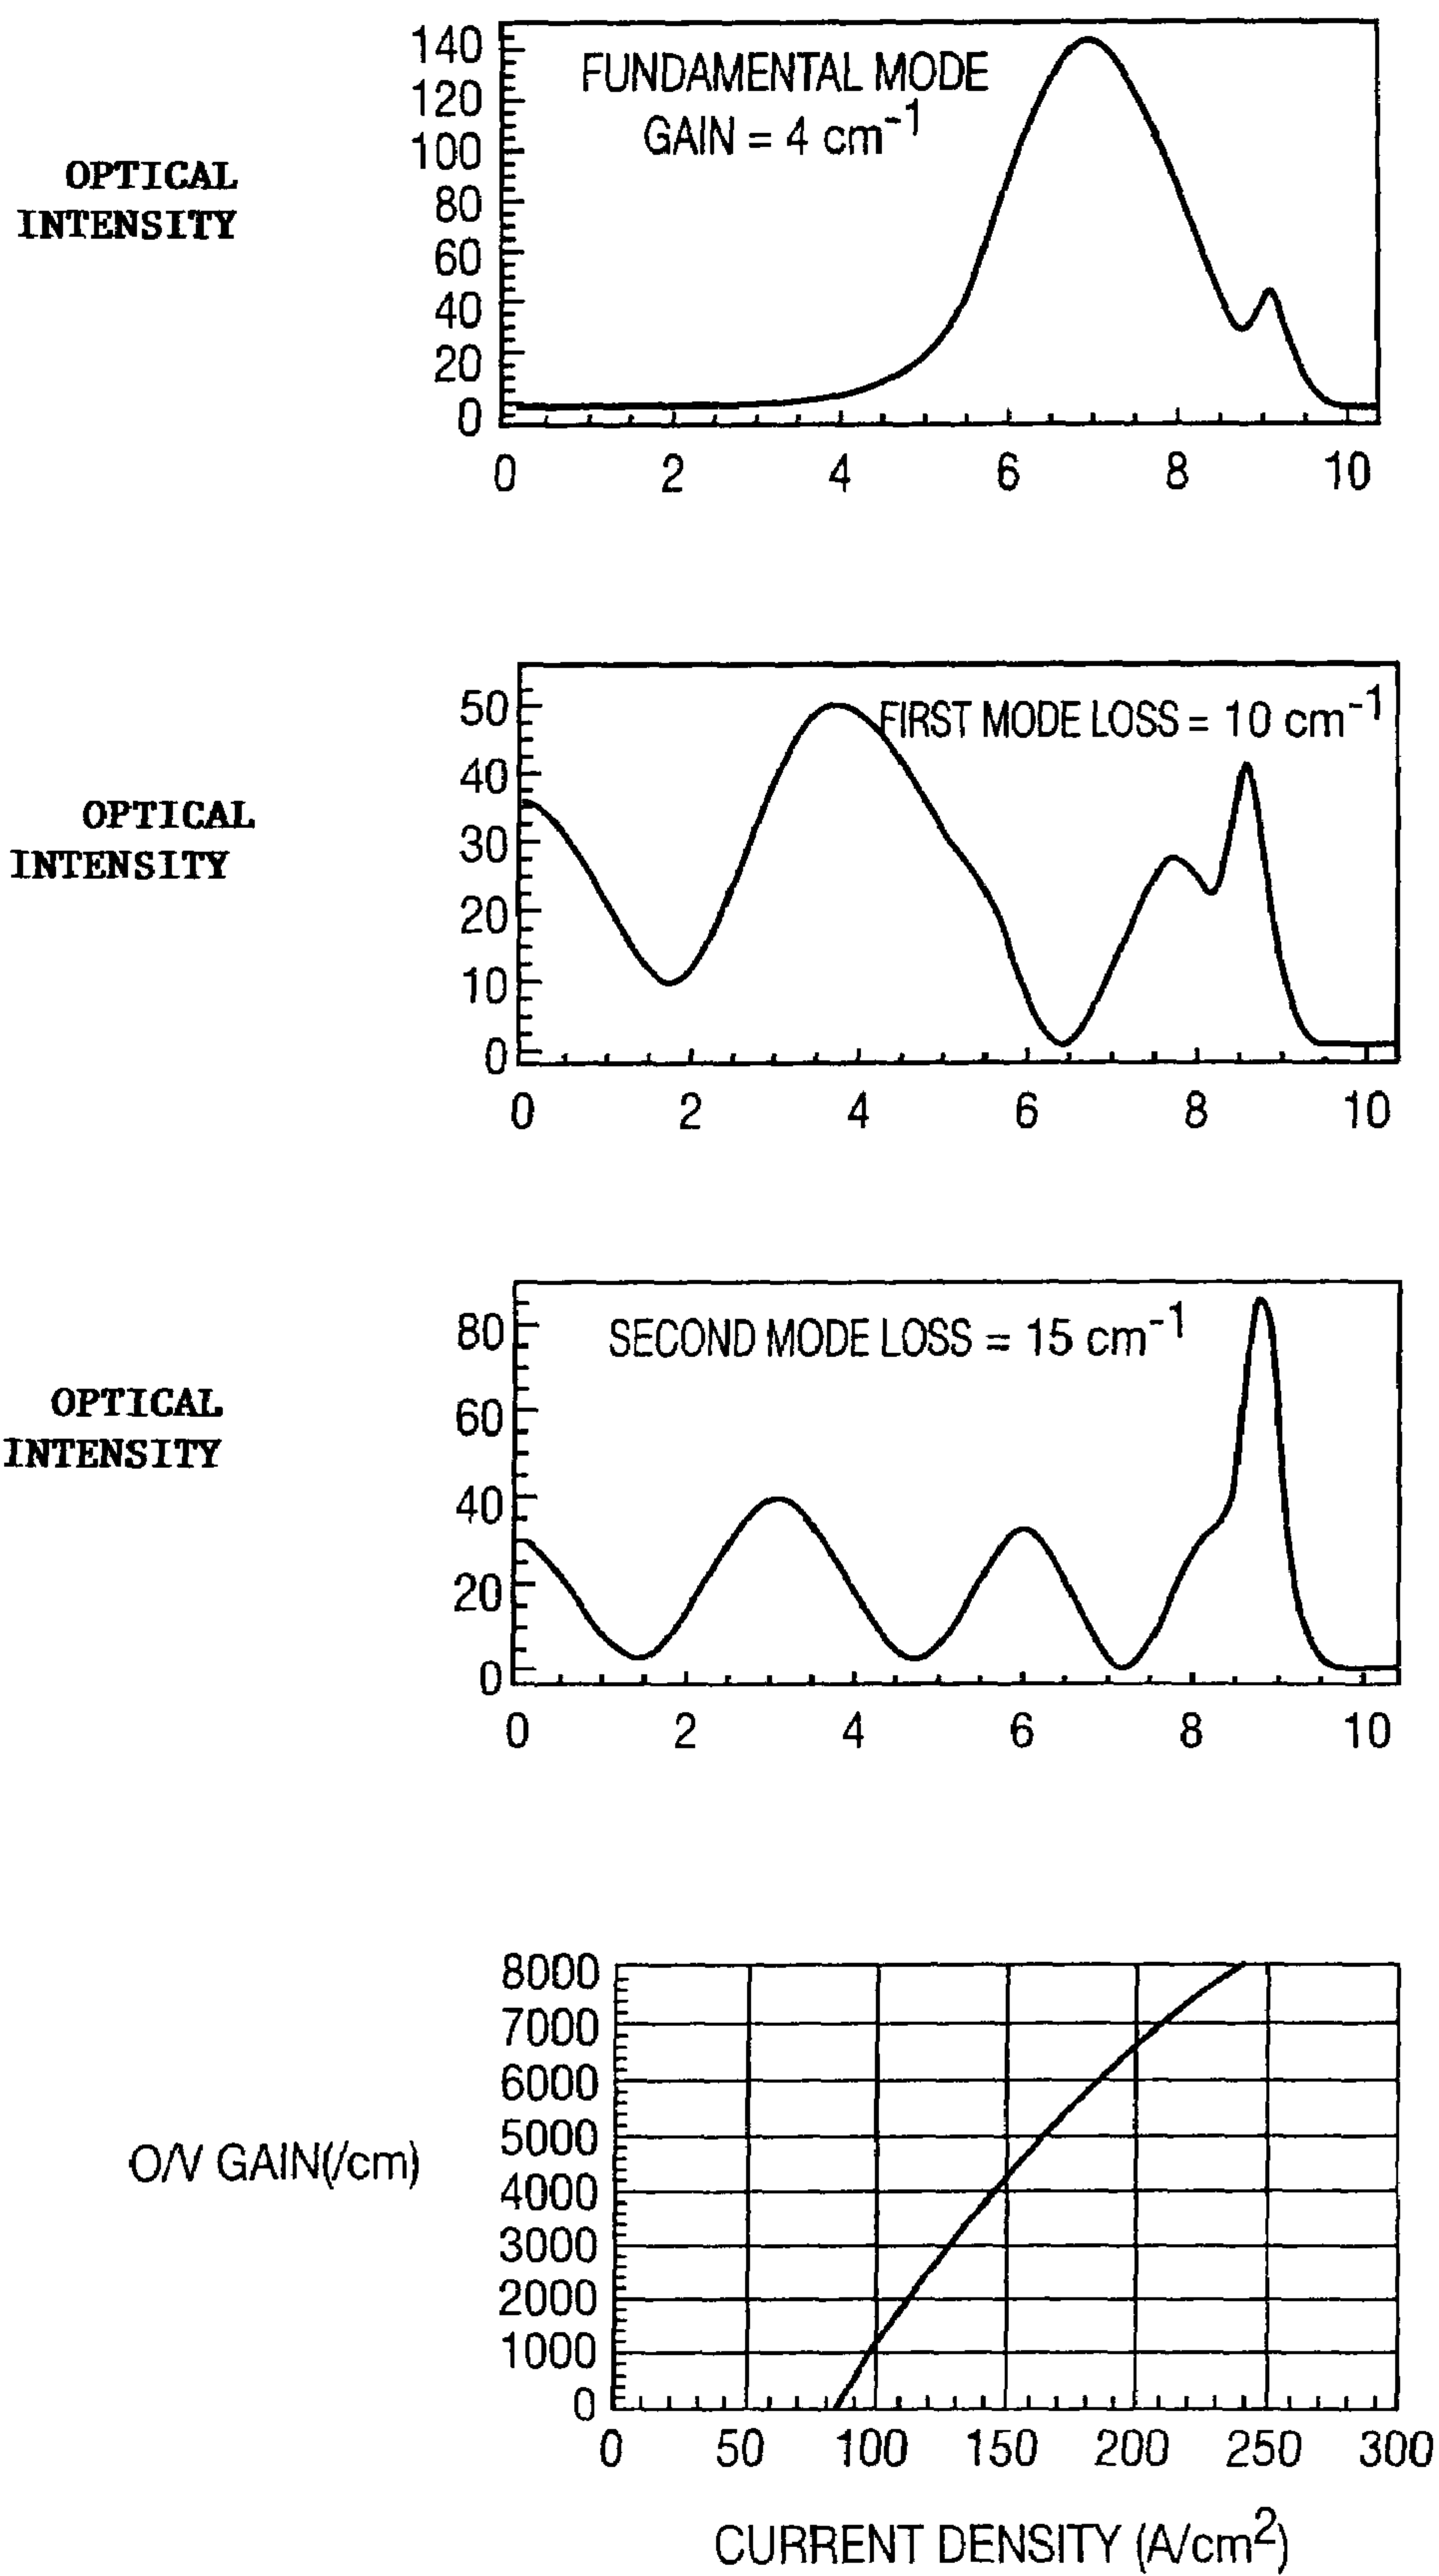 OPTICAL
INTENSITY
140
120
100
80
60
40
20
0
FUNDAMENTAL MODE
GAIN = 4 cm⁻¹
0 2 4 6 8 10
OPTICAL
INTENSITY
50
40
30
20
10
0
FIRST MODE LOSS = 10 cm⁻¹
0 2 4 6 8 10
OPTICAL
INTENSITY
80
60
40
20
0
SECOND MODE LOSS = 15 cm⁻¹
0 2 4 6 8 10
O/V GAIN(/cm)
8000
7000
6000
5000
4000
3000
2000
1000
0
0 50 100 150 200 250 300
CURRENT DENSITY (A/cm²)